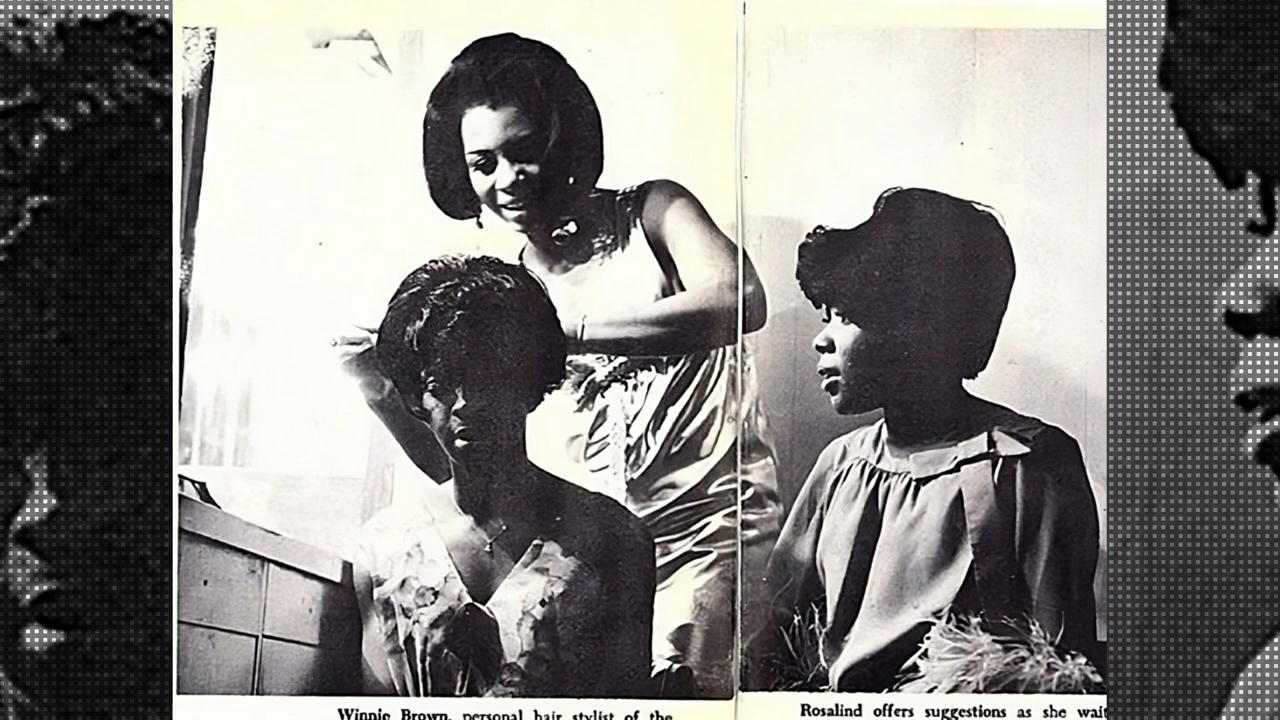 Winnie Brown, personal hair stylist of the
Rosalind offers suggestions as she wait